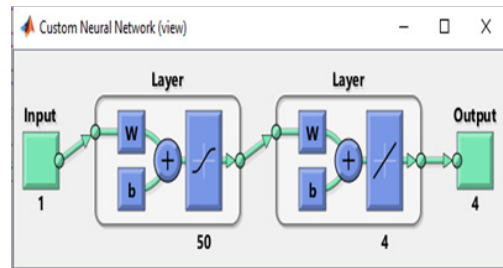 Custom Neural Network (view)
Layer Layer
Input Output
W W
b b
1 4
50 4